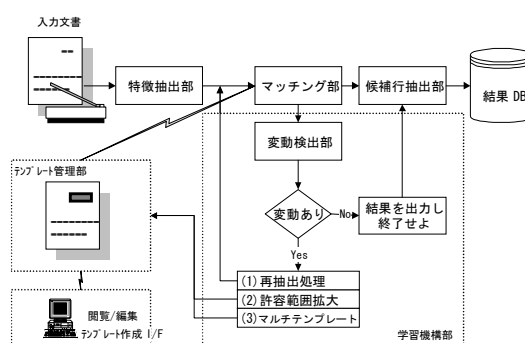 入力文書
特徴抽出部
マッチング部
候補行抽出部
結果 DB
変動検出部
テンプレート管理部
変動あり
No
結果を出力し
終了せよ
Yes
(1)再抽出処理
(2)許容範囲拡大
(3)マルチテンプレート
閲覧/編集
テンプレート作成 I/F
学習機構部